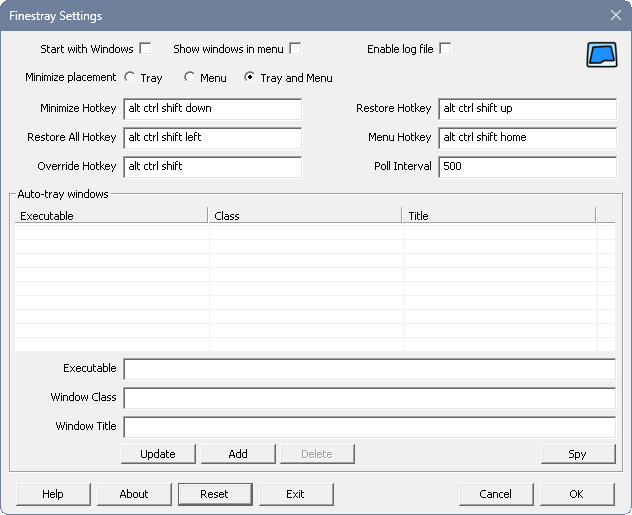 Finestray Settings
Start with Windows Show windows in menu Enable log file
Minimize placement Tray Menu Tray and Menu
Minimize Hotkey alt ctrl shift down Restore Hotkey alt ctrl shift up
Restore All Hotkey alt ctrl shift left Menu Hotkey alt ctrl shift home
Override Hotkey alt ctrl shift Poll Interval 500
Auto-tray windows
Executable Class Title
Executable
Window Class
Window Title
Update Add Delete Spy
Help About Reset Exit Cancel OK